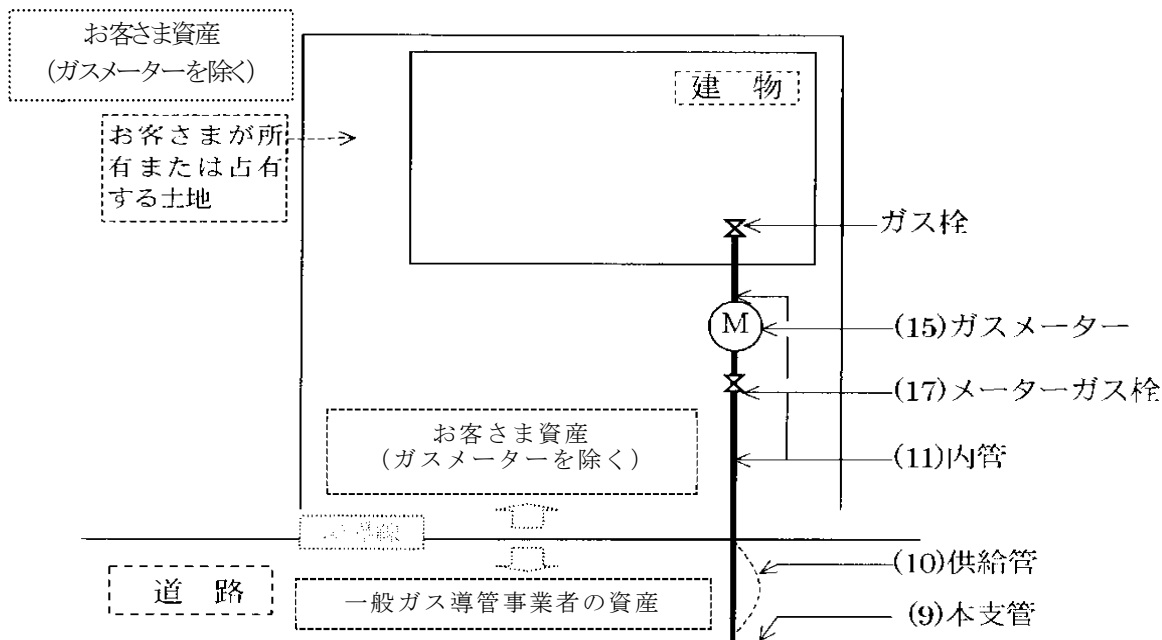 お客さま資産
(ガスメーターを除く)
建　物
お客さまが所
有または占有
する土地
ガス栓
M
(15)ガスメーター
(17)メーターガス栓
お客さま資産
(ガスメーターを除く)
(11)内管
道　路
一般ガス導管事業者の資産
(10)供給管
(9)本支管